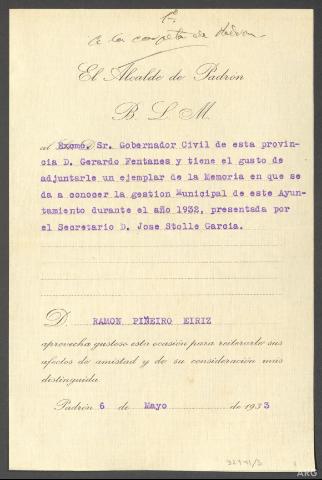 1º
A la carpeta de
El Alcalde de Padrón
B. L. M.
al Excmo. Sr. Gobernador Civil de esta provin-
cia D. Gerardo Fentanes y tiene el gusto de
adjuntarle un ejemplar de la Memoria en que se
da a conocer la gestion Municipal de este Ayun-
tamiento durante el año 1932, presentada por
el Secretario D. Jose Stolle Garcia.
D. RAMON PIÑEIRO EIRIZ
aprovecha gustoso esta ocasión para reiterarle sus
afectos de amistad y de su consideración más
distinguida.
Padrón 6 de Mayo de 1933
32941/3
ARG